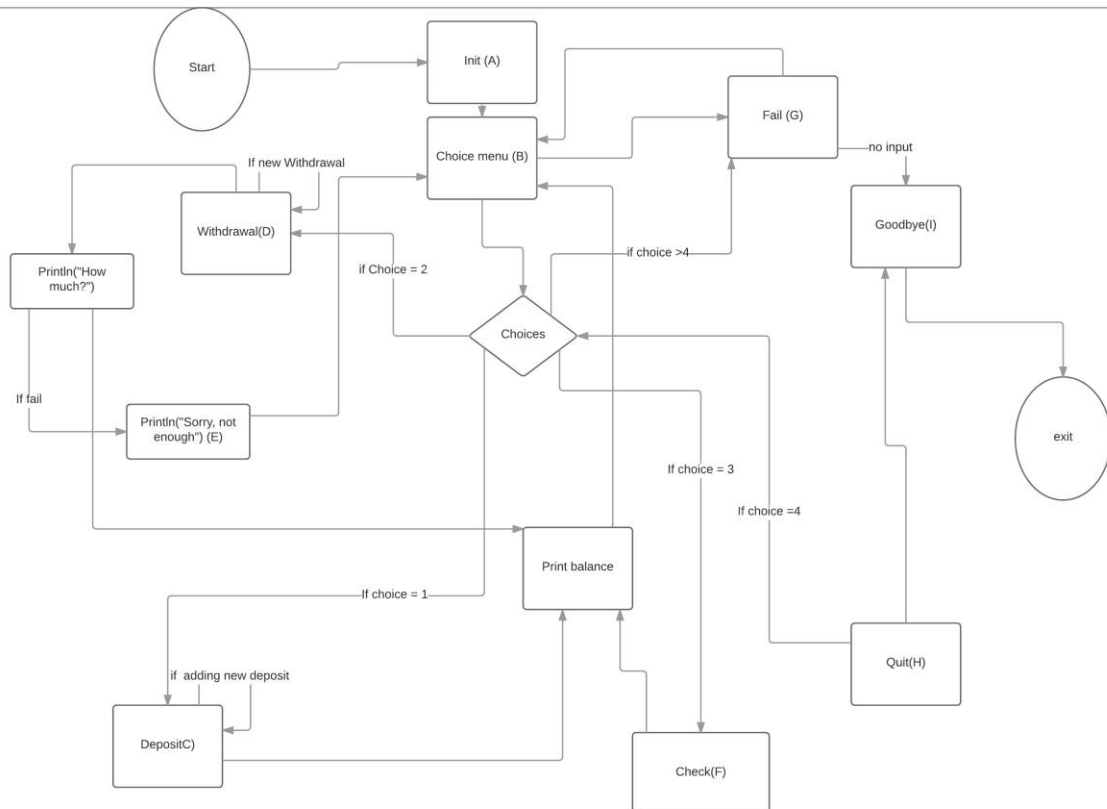 Start
Init (A)
Fail (G)
no input
Choice menu (B)
If new Withdrawal
Withdrawal(D)
Goodbye(I)
Println("How
much?")
if Choice = 2
if choice >4
Choices
If fail
Println("Sorry, not
enough") (E)
exit
If choice = 3
If choice =4
Print balance
If choice = 1
if  adding new deposit
Quit(H)
DepositC)
Check(F)